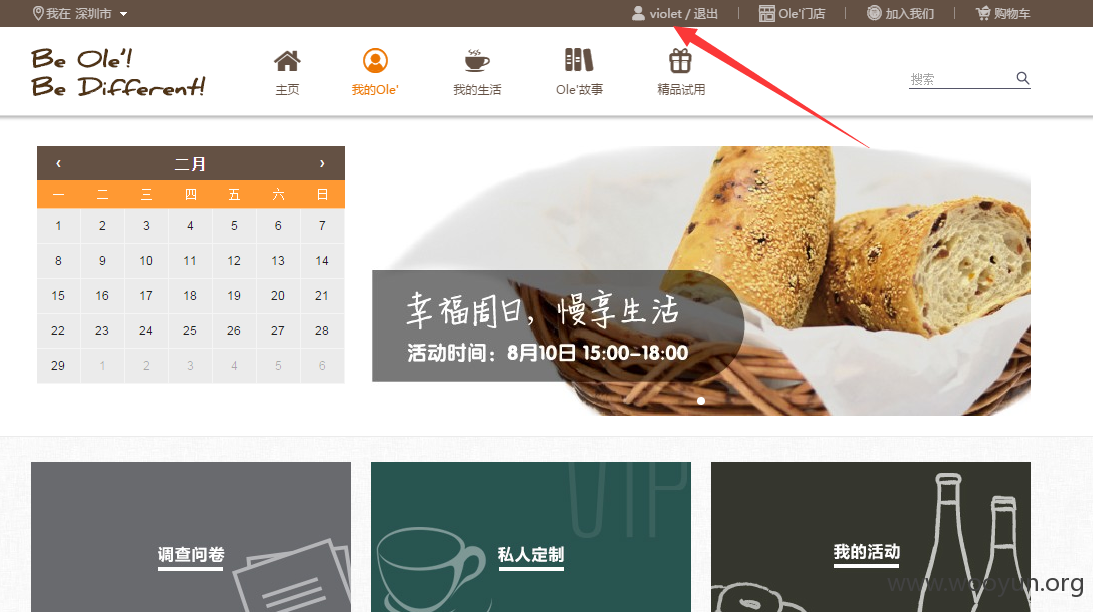 我在 深圳市
violet / 退出
Ole'门店
加入我们
购物车
Be Ole'!
Be Different!
主页
我的Ole'
我的生活
Ole'故事
精品试用
搜索
‹ 二月 ›
一 二 三 四 五 六 日
1 2 3 4 5 6 7
8 9 10 11 12 13 14
15 16 17 18 19 20 21
22 23 24 25 26 27 28
29 1 2 3 4 5 6
幸福周日，慢享生活
活动时间：8月10日 15:00-18:00
调查问卷
VIP
私人定制
我的活动
www.wooyun.org